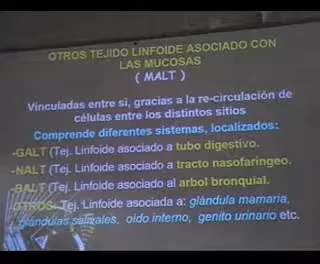 OTROS TEJIDO LINFOIDE ASOCIADO CON
LAS MUCOSAS
( MALT )
Vinculadas entre sí, gracias a la re-circulación de
células entre los distintos sitios
Comprende diferentes sistemas, localizados:
-GALT (Tej. Linfoide asociado a tubo digestivo.
-NALT (Tej. Linfoide asociado a tracto nasofaringeo.
-BALT (Tej. Linfoide asociado al arbol bronquial.
-OTROS: Tej. Linfoide asociada a: glándula mamaria,
glándulas salivales, oido interno, genito urinario etc.